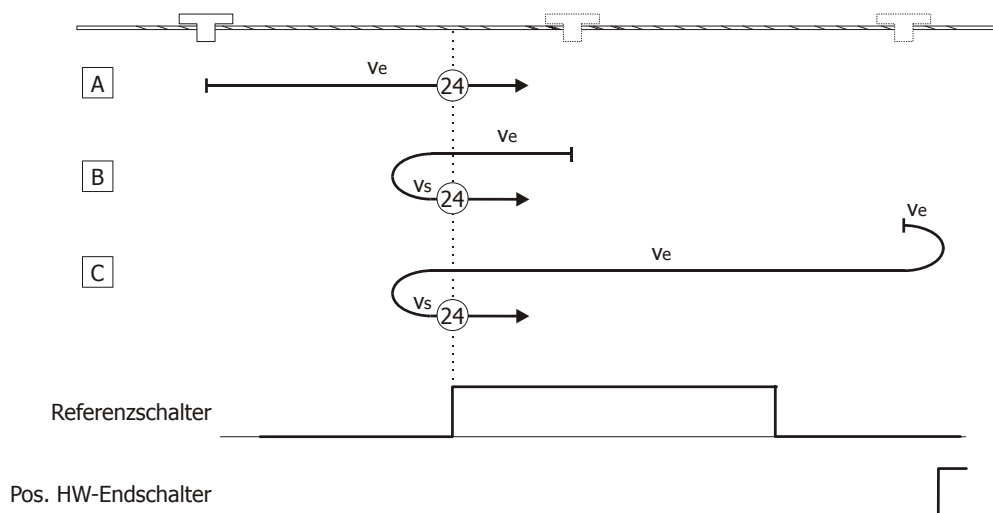 A
Ve
24
B
Ve
Vs
24
C
Ve
Ve
Vs
24
Referenzschalter
Pos. HW-Endschalter